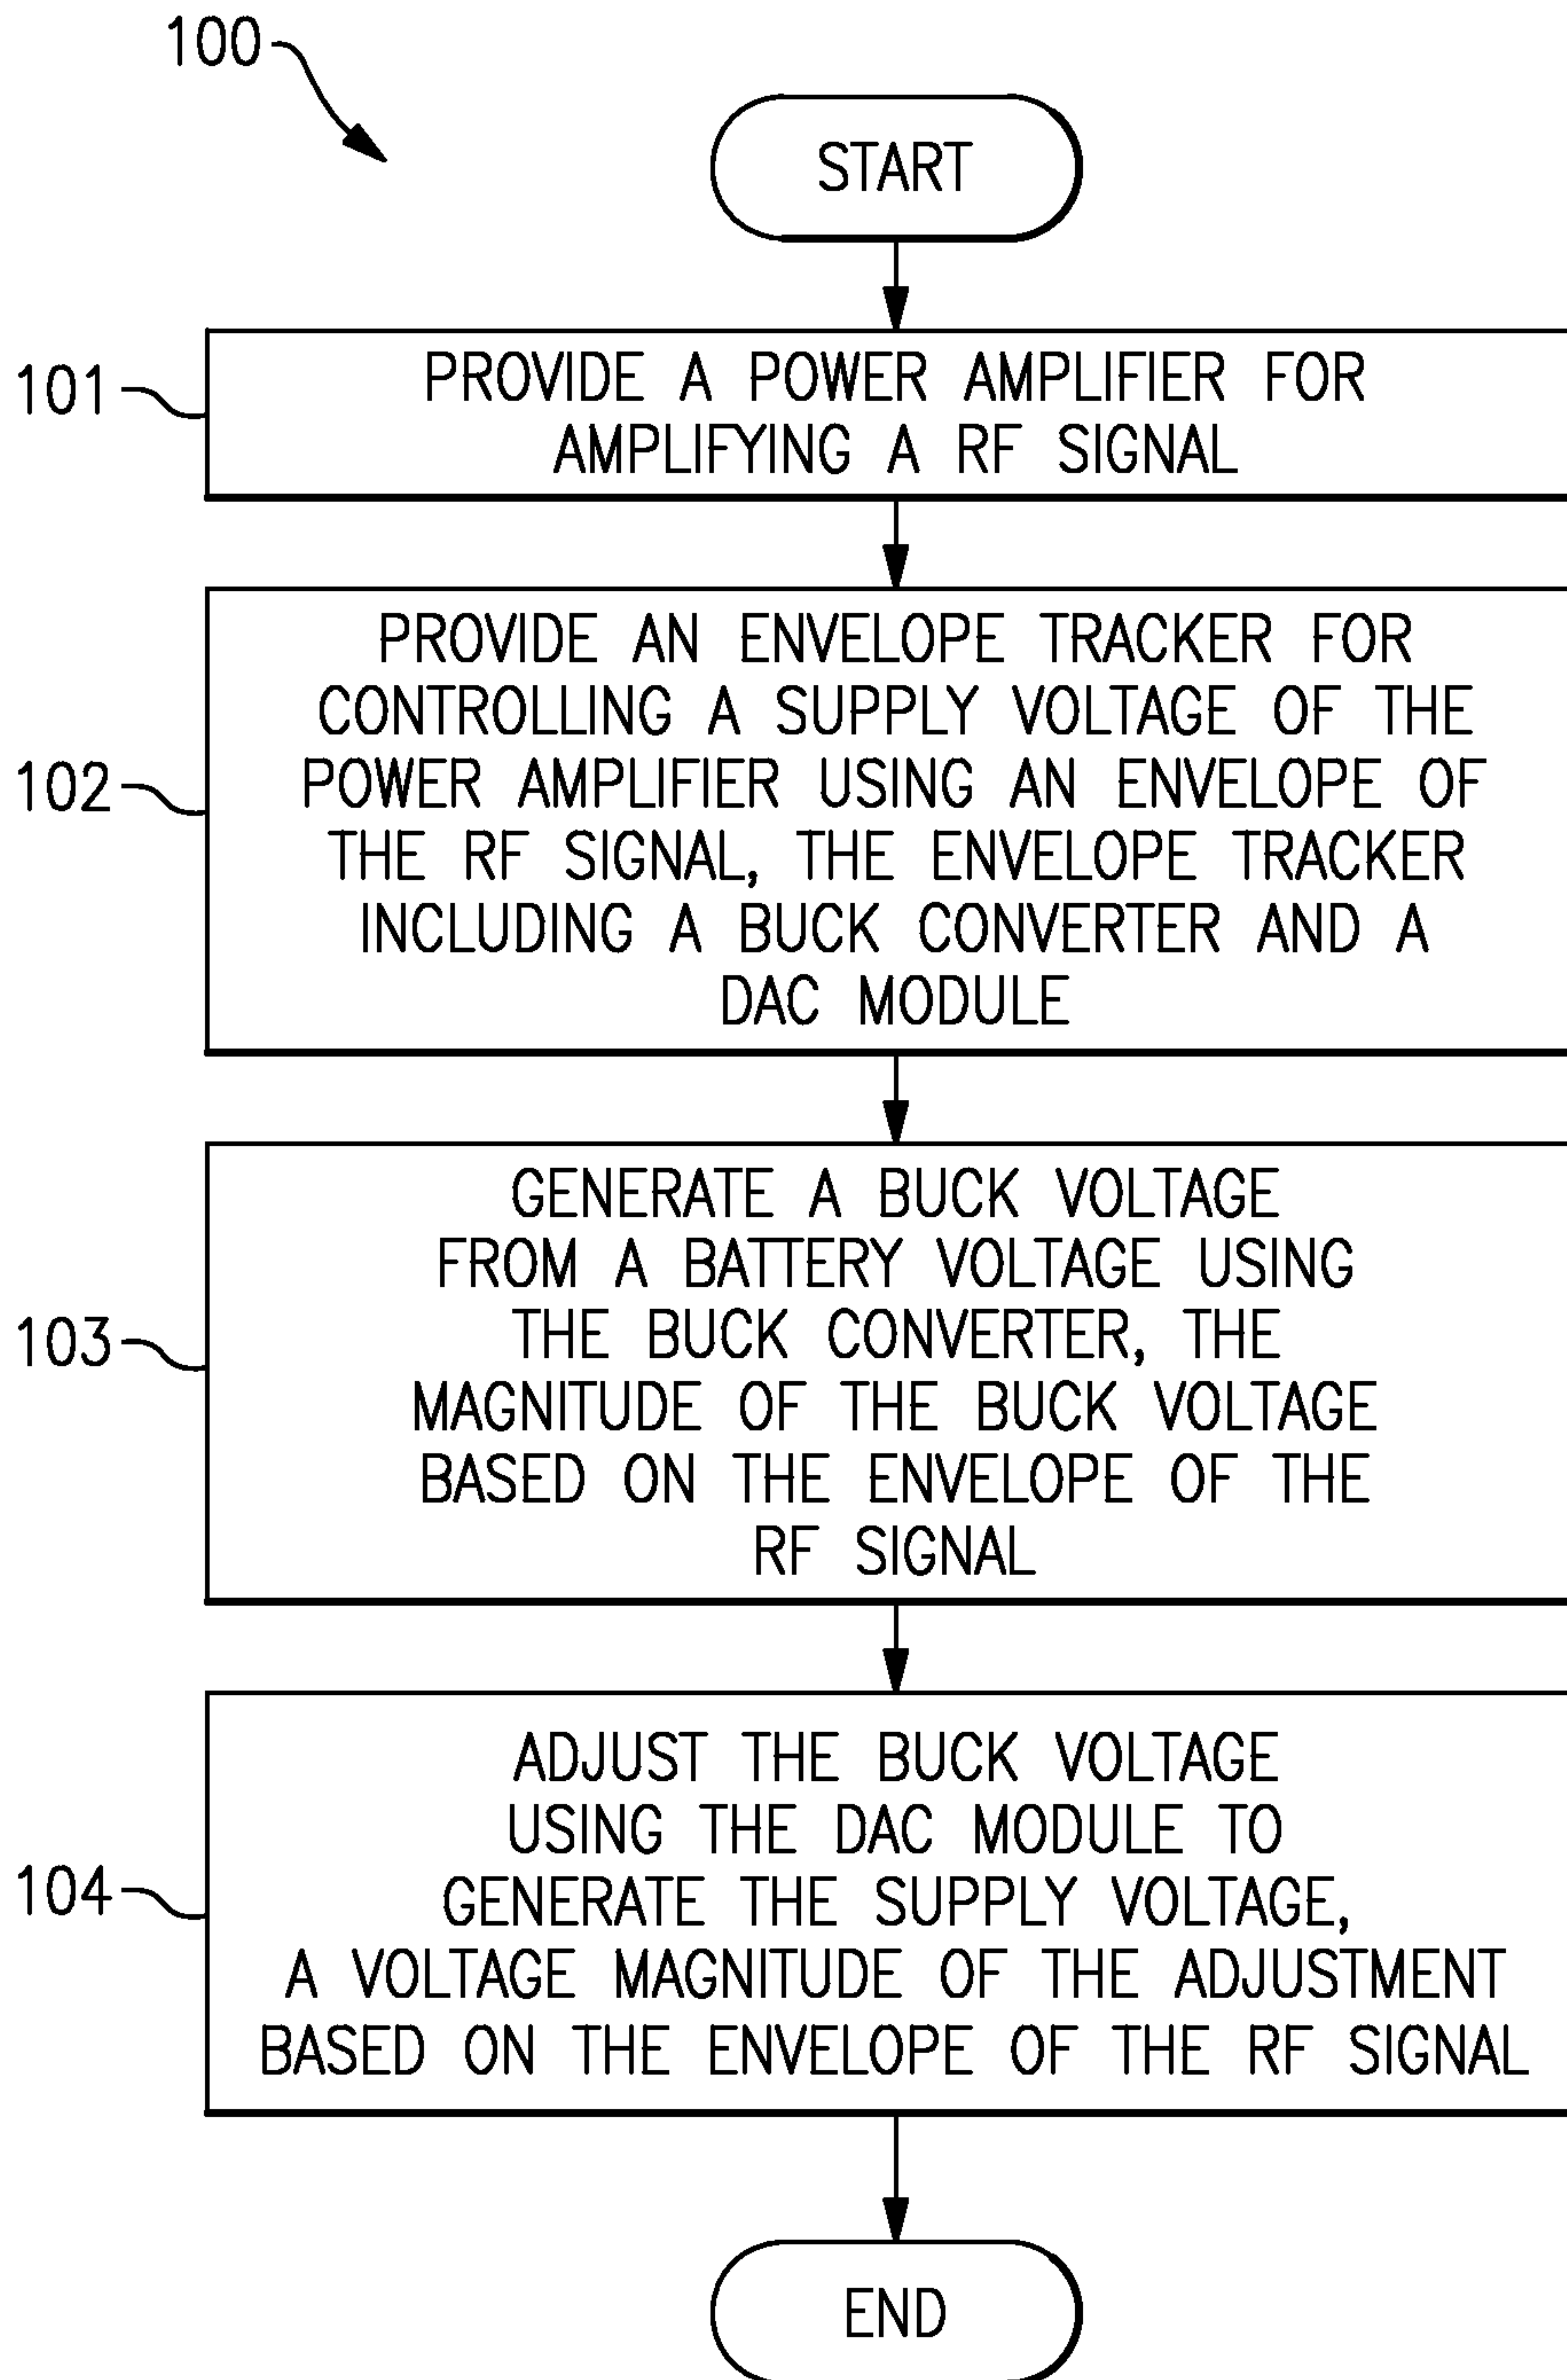 100
START
101
PROVIDE A POWER AMPLIFIER FOR
AMPLIFYING A RF SIGNAL
102
PROVIDE AN ENVELOPE TRACKER FOR
CONTROLLING A SUPPLY VOLTAGE OF THE
POWER AMPLIFIER USING AN ENVELOPE OF
THE RF SIGNAL, THE ENVELOPE TRACKER
INCLUDING A BUCK CONVERTER AND A
DAC MODULE
103
GENERATE A BUCK VOLTAGE
FROM A BATTERY VOLTAGE USING
THE BUCK CONVERTER, THE
MAGNITUDE OF THE BUCK VOLTAGE
BASED ON THE ENVELOPE OF THE
RF SIGNAL
104
ADJUST THE BUCK VOLTAGE
USING THE DAC MODULE TO
GENERATE THE SUPPLY VOLTAGE,
A VOLTAGE MAGNITUDE OF THE ADJUSTMENT
BASED ON THE ENVELOPE OF THE RF SIGNAL
END